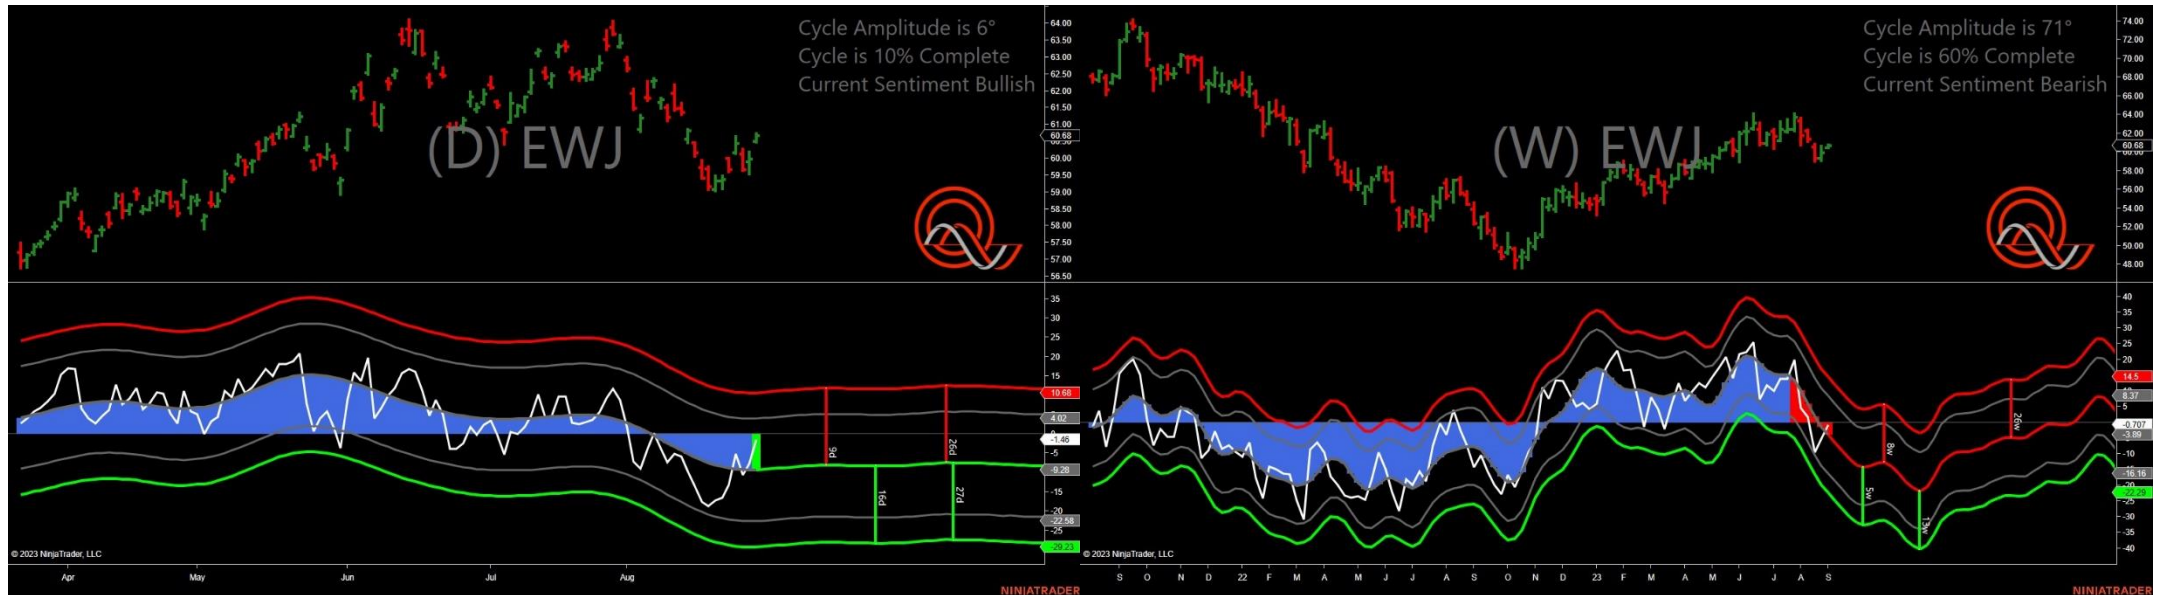 Cycle Amplitude is 6°
Cycle is 10% Complete
Current Sentiment Bullish
(D) EWJ
64.00
63.50
63.00
62.50
62.00
61.50
61.00
60.68
60.00
59.50
59.00
58.50
58.00
57.50
57.00
56.50
35
30
25
20
15
10.68
4.02
-1.46
-5
-9.28
-15
-20
-22.58
-25
-29.23
9d
26d
16d
27d
© 2023 NinjaTrader, LLC
Apr May Jun Jul Aug
NINJATRADER
Cycle Amplitude is 71°
Cycle is 60% Complete
Current Sentiment Bearish
(W) EWJ
74.00
72.00
70.00
68.00
66.00
64.00
62.00
60.68
58.00
56.00
54.00
52.00
50.00
48.00
40
35
30
25
20
14.5
8.37
5
-0.707
-3.89
-10
-16.16
-22.29
-25
-30
-35
-40
8w
26w
5w
13w
© 2023 NinjaTrader, LLC
S O N D 22 F M A M J J A S O N D 23 F M A M J J A S
NINJATRADER